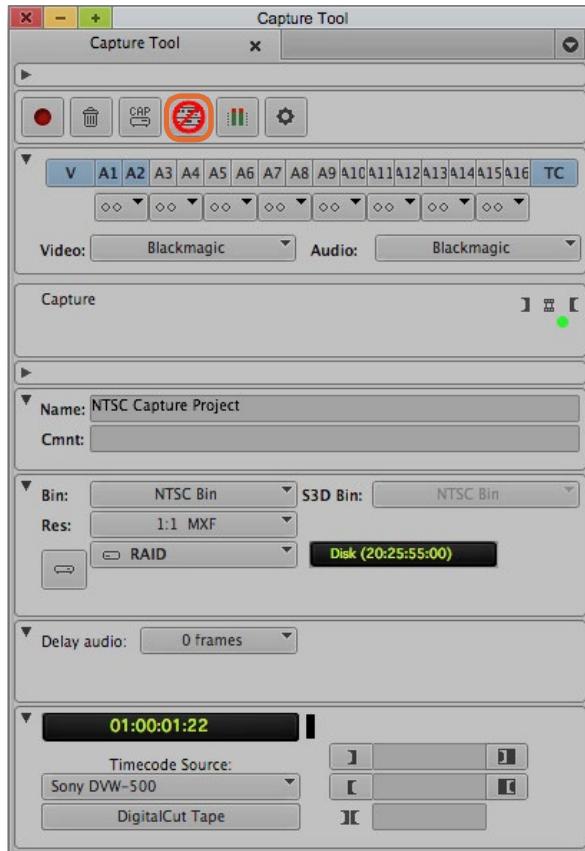 Capture Tool
Capture Tool
CAP
V A1 A2 A3 A4 A5 A6 A7 A8 A9 A10 A11 A12 A13 A14 A15 A16 TC
Video: Blackmagic Audio: Blackmagic
Capture
Name: NTSC Capture Project
Cmnt:
Bin: NTSC Bin S3D Bin: NTSC Bin
Res: 1:1 MXF
RAID Disk (20:25:55:00)
Delay audio: 0 frames
01:00:01:22
Timecode Source:
Sony DVW-500
DigitalCut Tape